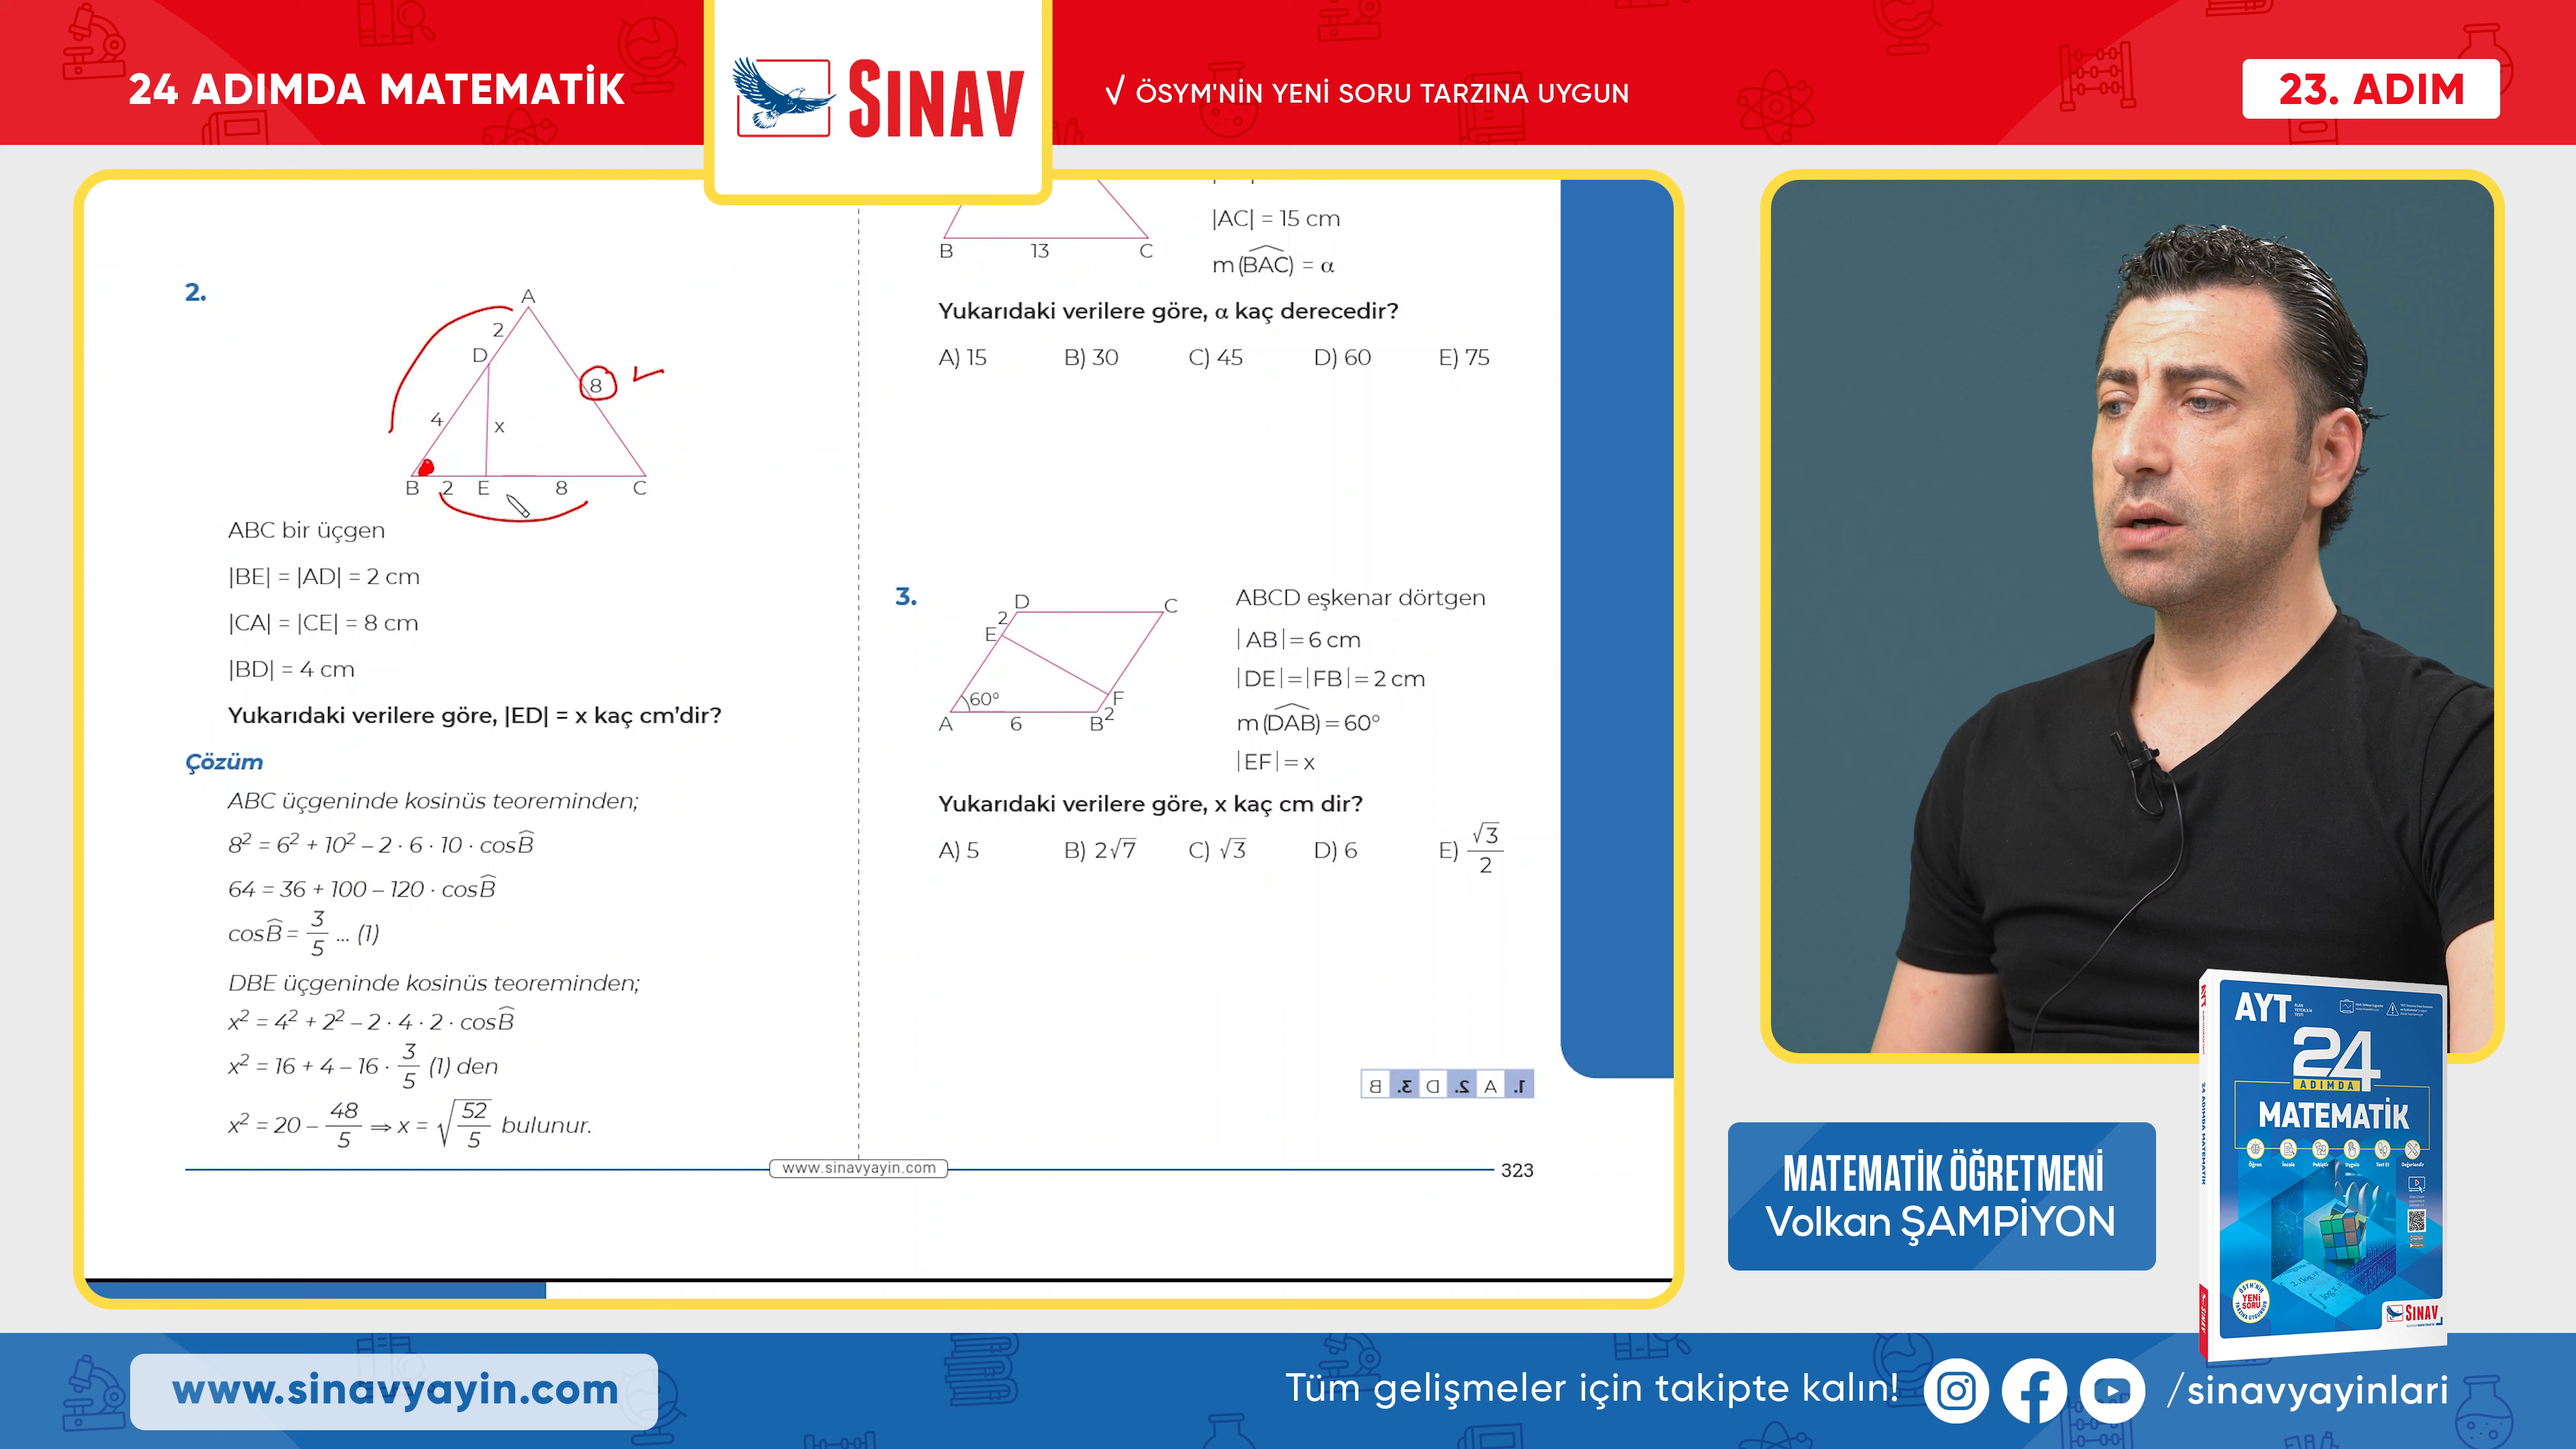 24 ADIMDA MATEMATİK
SINAV
√ ÖSYM'NİN YENİ SORU TARZINA UYGUN
23. ADIM
2.
A
2
D
8
4
x
B 2 E 8 C
ABC bir üçgen
|BE| = |AD| = 2 cm
|CA| = |CE| = 8 cm
|BD| = 4 cm
Yukarıdaki verilere göre, |ED| = x kaç cm'dir?
Çözüm
ABC üçgeninde kosinüs teoreminden;
8² = 6² + 10² – 2 · 6 · 10 · cosB̂
64 = 36 + 100 – 120 · cosB̂
cosB̂ = 3/5 ... (1)
DBE üçgeninde kosinüs teoreminden;
x² = 4² + 2² – 2 · 4 · 2 · cosB̂
x² = 16 + 4 – 16 · 3/5 (1) den
x² = 20 – 48/5 ⇒ x = √(52/5) bulunur.
B 13 C
|AC| = 15 cm
m(BAC) = α
Yukarıdaki verilere göre, α kaç derecedir?
A) 15 B) 30 C) 45 D) 60 E) 75
3.
D C
2
E
60° F
A 6 B 2
ABCD eşkenar dörtgen
|AB| = 6 cm
|DE| = |FB| = 2 cm
m(DAB) = 60°
|EF| = x
Yukarıdaki verilere göre, x kaç cm dir?
A) 5 B) 2√7 C) √3 D) 6 E) √3/2
1. A 2. D 3. B
www.sinavyayin.com
323
MATEMATİK ÖĞRETMENİ
Volkan ŞAMPİYON
AYT
24
ADIMDA
MATEMATİK
ÖSYM'NİN
YENİ
SORU
SINAV
www.sinavyayin.com
Tüm gelişmeler için takipte kalın!
/sinavyayinlari